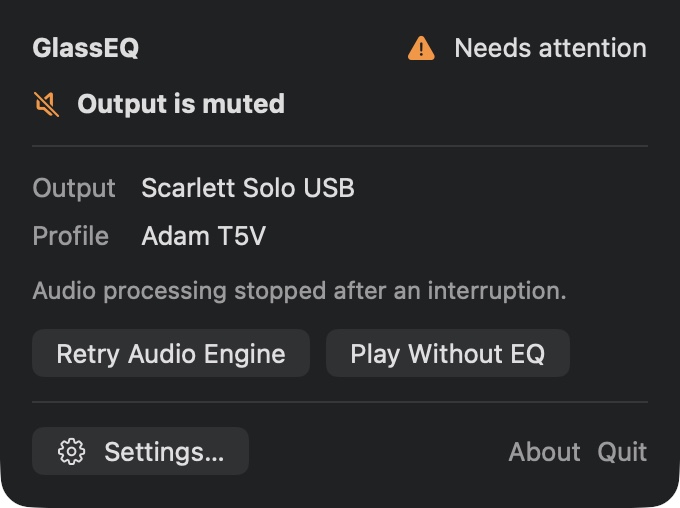 GlassEQ Needs attention
Output is muted
Output Scarlett Solo USB
Profile Adam T5V
Audio processing stopped after an interruption.
Retry Audio Engine Play Without EQ
Settings... About Quit